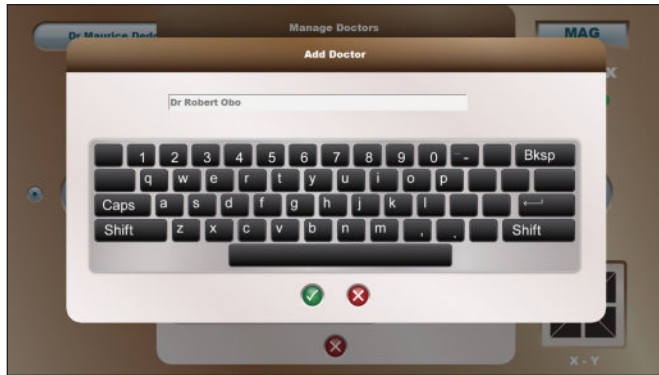 Manage Doctors
MAG
Add Doctor
X
Dr Robert Obo
1 2 3 4 5 6 7 8 9 0 - Bksp
q w e r t y u i o p
Caps a s d f g h j k l
Shift z x c v b n m , . Shift
X - Y